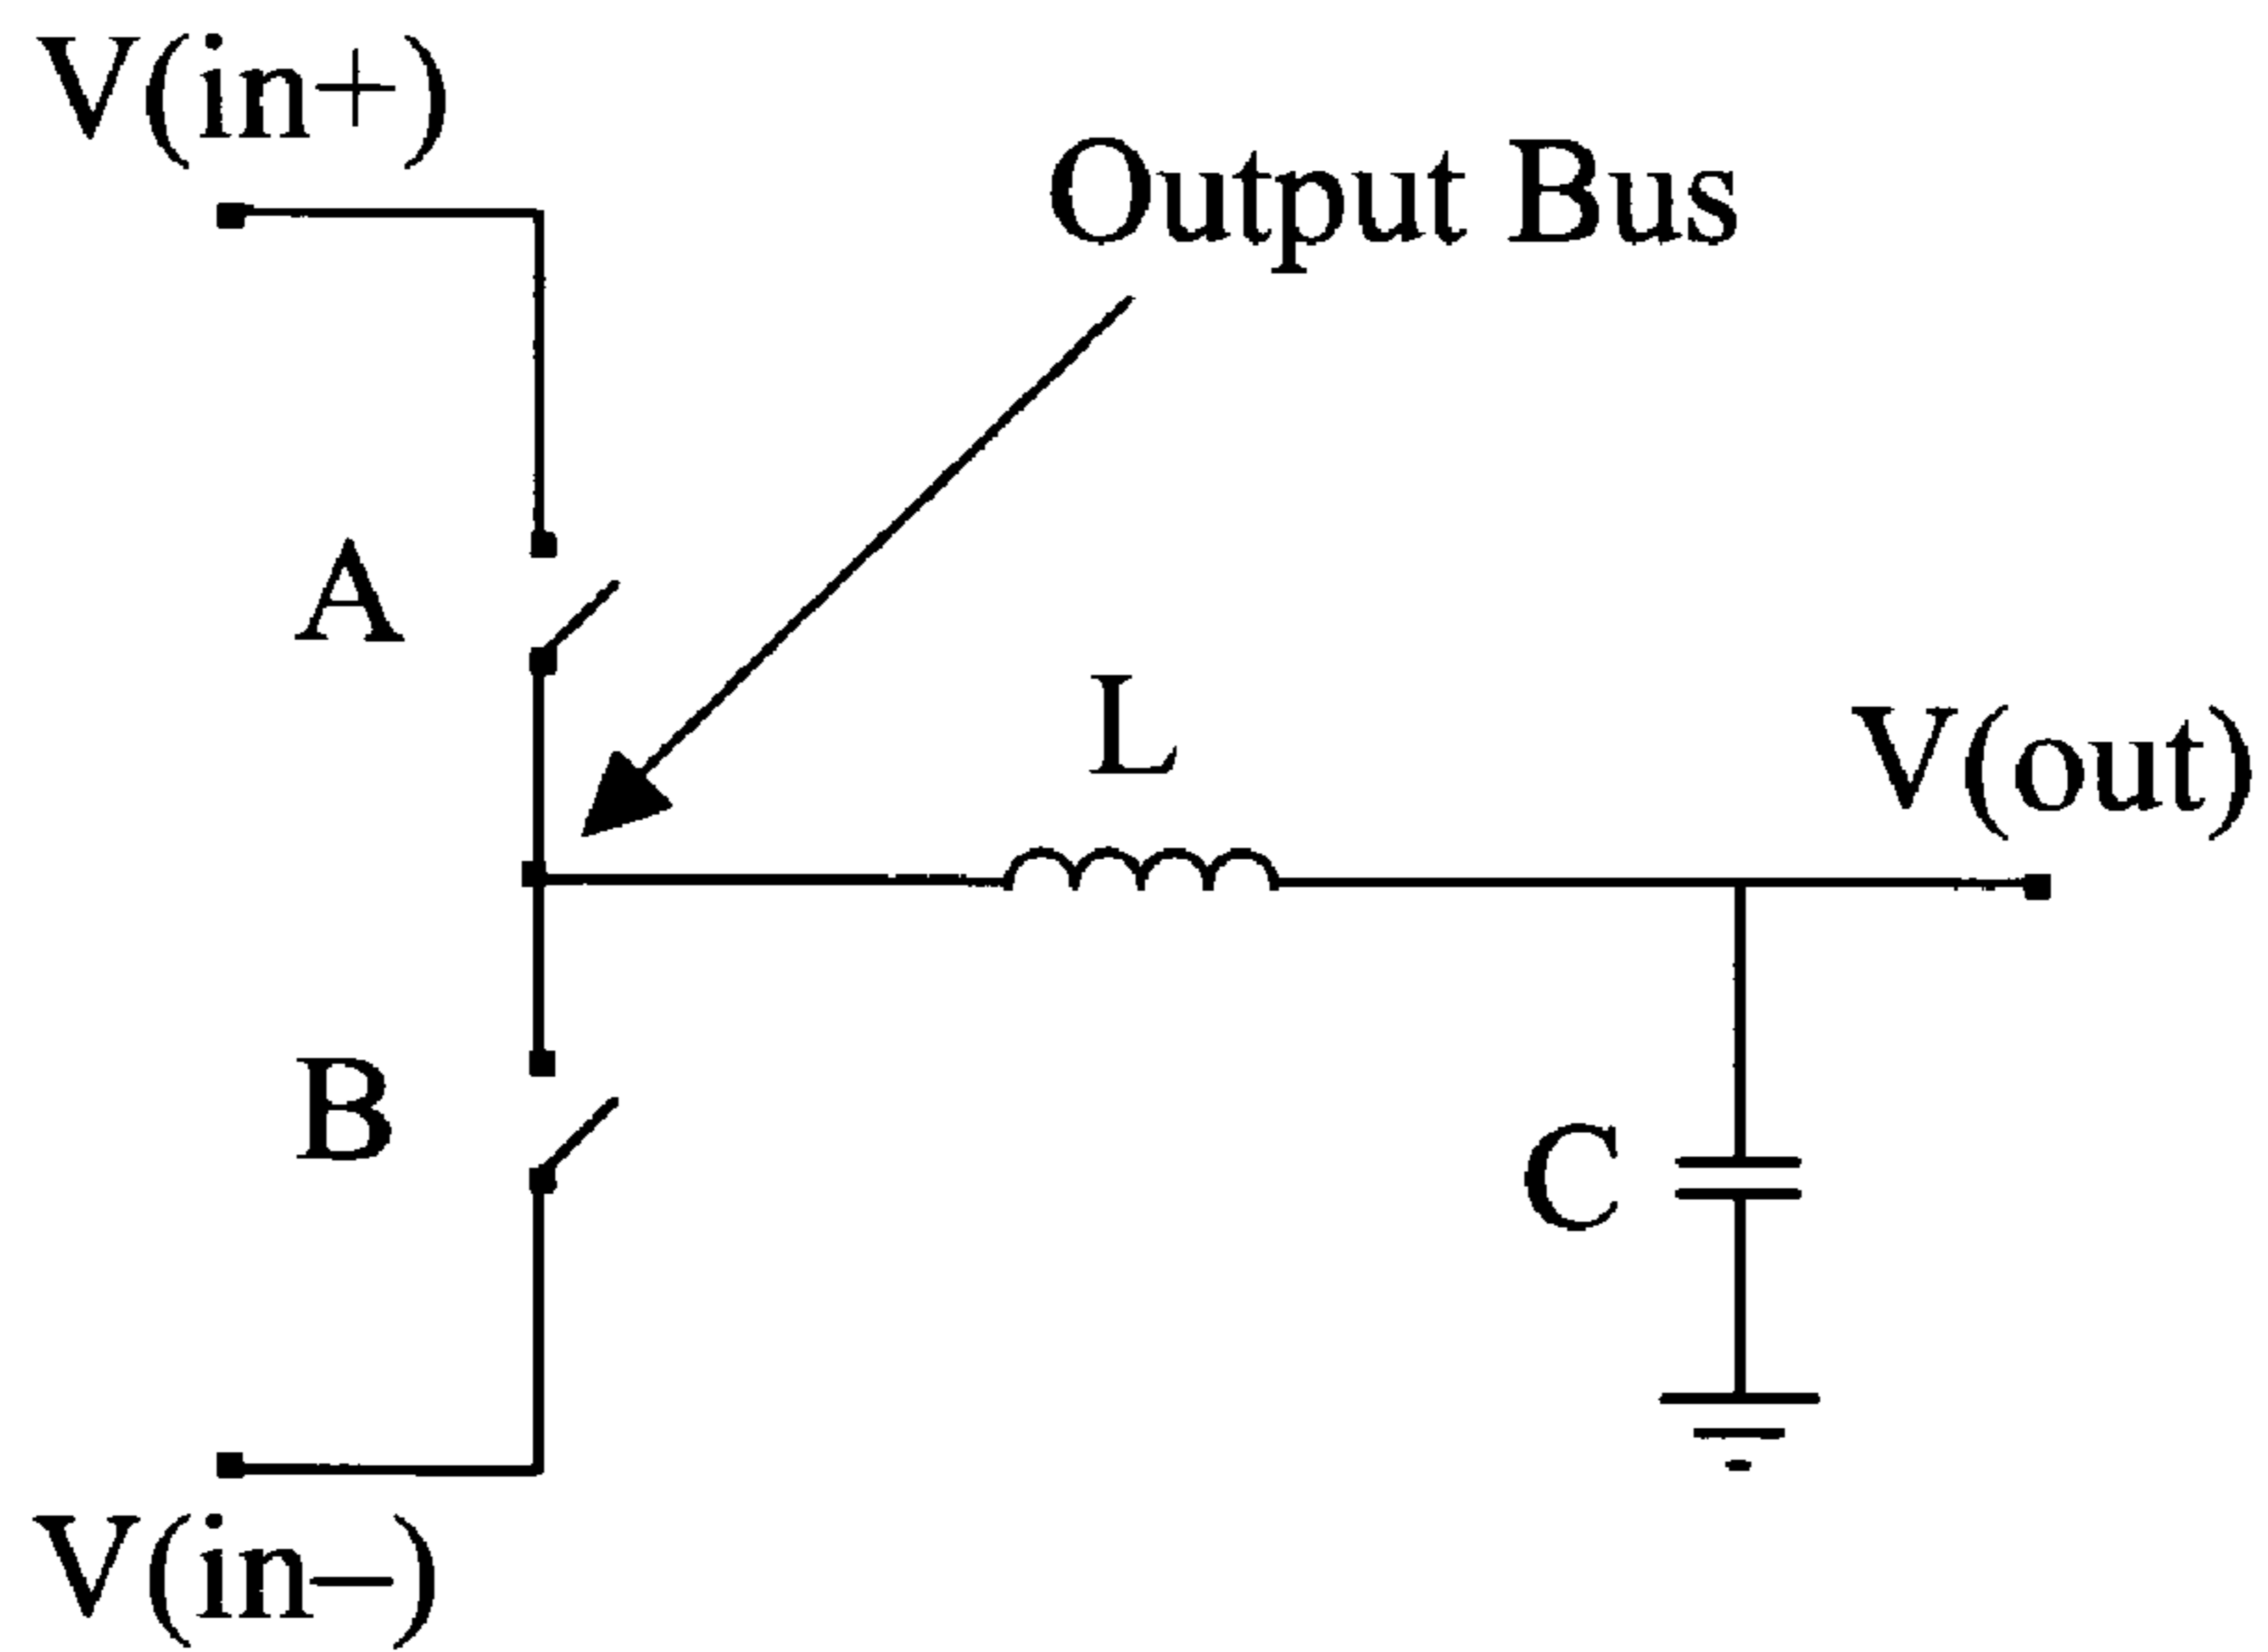 V(in+)
Output Bus
A
L
V(out)
B
C
V(in−)